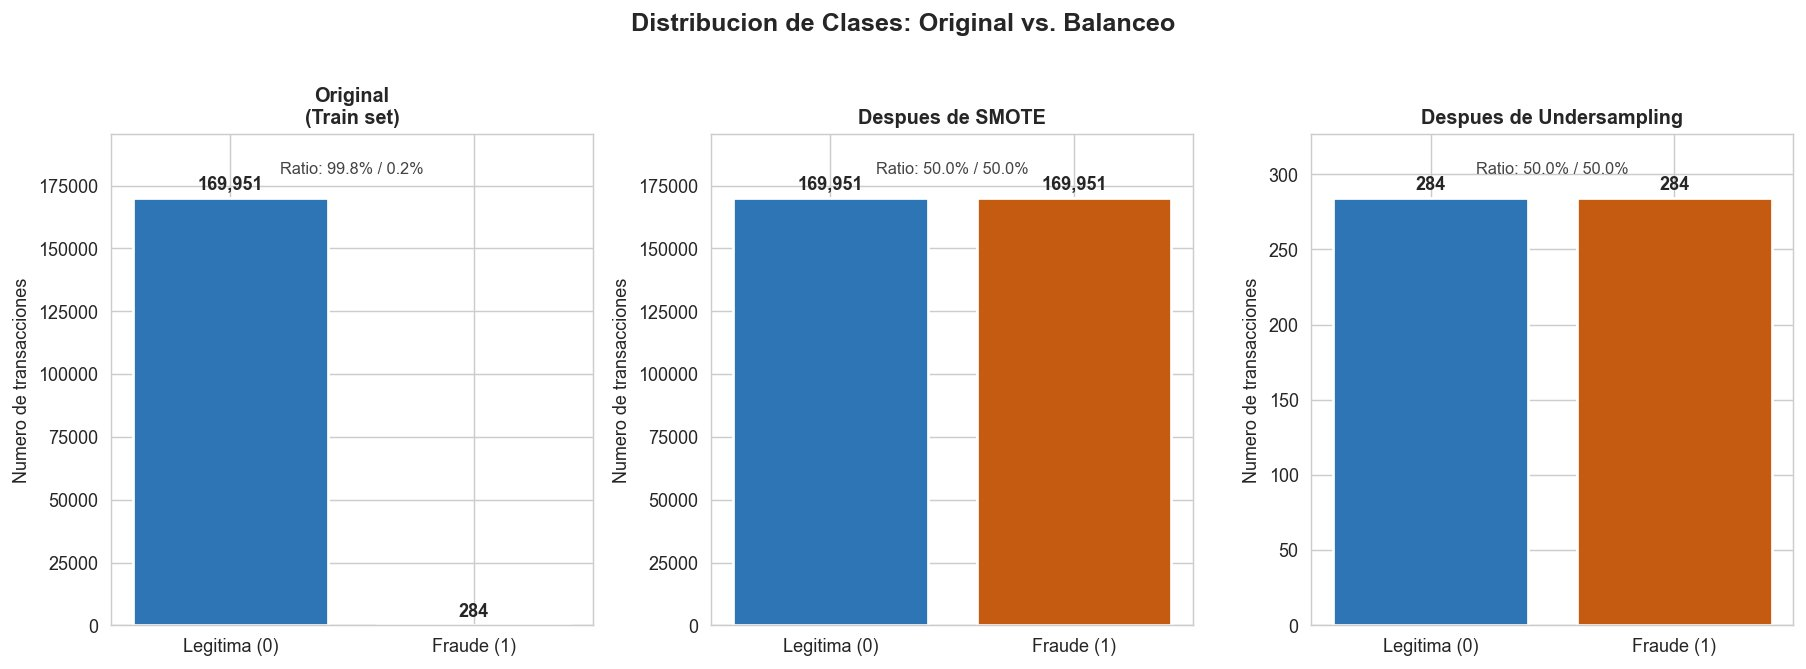 Distribucion de Clases: Original vs. Balanceo
Original
(Train set)
Ratio: 99.8% / 0.2%
169,951
284
Numero de transacciones
175000
150000
125000
100000
75000
50000
25000
0
Legitima (0)
Fraude (1)
Despues de SMOTE
Ratio: 50.0% / 50.0%
169,951
169,951
Numero de transacciones
175000
150000
125000
100000
75000
50000
25000
0
Legitima (0)
Fraude (1)
Despues de Undersampling
Ratio: 50.0% / 50.0%
284
284
Numero de transacciones
300
250
200
150
100
50
0
Legitima (0)
Fraude (1)